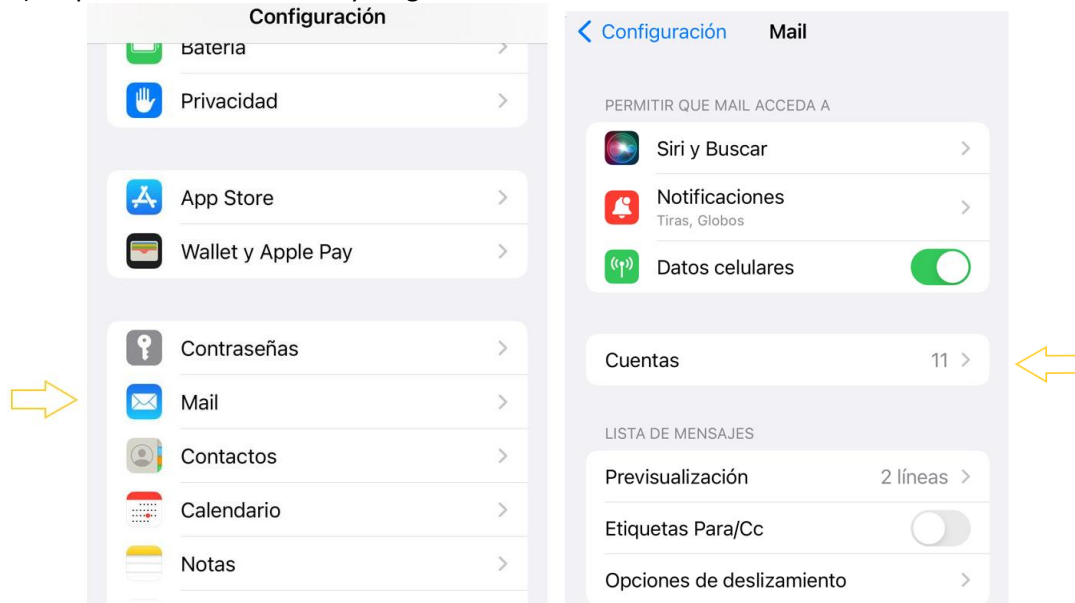 Configuración
Batería
Privacidad
App Store
Wallet y Apple Pay
Contraseñas
Mail
Contactos
Calendario
Notas
Configuración Mail
PERMITIR QUE MAIL ACCEDA A
Siri y Buscar
Notificaciones
Tiras, Globos
Datos celulares
Cuentas 11
LISTA DE MENSAJES
Previsualización 2 líneas
Etiquetas Para/Cc
Opciones de deslizamiento